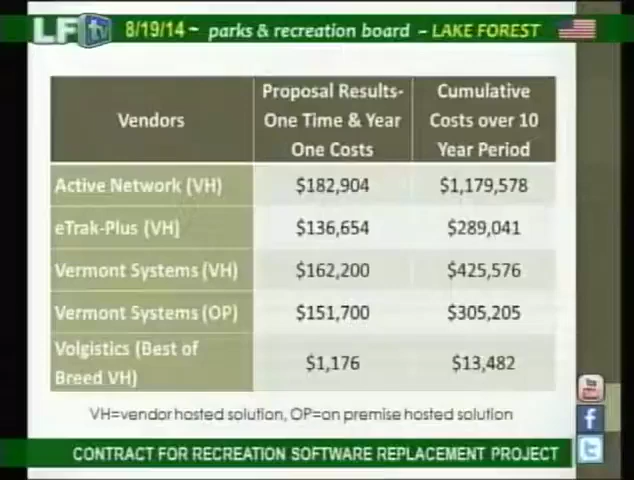 LFtv 8/19/14~ parks & recreation board – LAKE FOREST
Vendors
Proposal Results-
One Time & Year
One Costs
Cumulative
Costs over 10
Year Period
Active Network (VH) $182,904 $1,179,578
eTrak-Plus (VH) $136,654 $289,041
Vermont Systems (VH) $162,200 $425,576
Vermont Systems (OP) $151,700 $305,205
Volgistics (Best of
Breed VH) $1,176 $13,482
VH=vendor hosted solution, OP=on premise hosted solution
You
Tube
CONTRACT FOR RECREATION SOFTWARE REPLACEMENT PROJECT